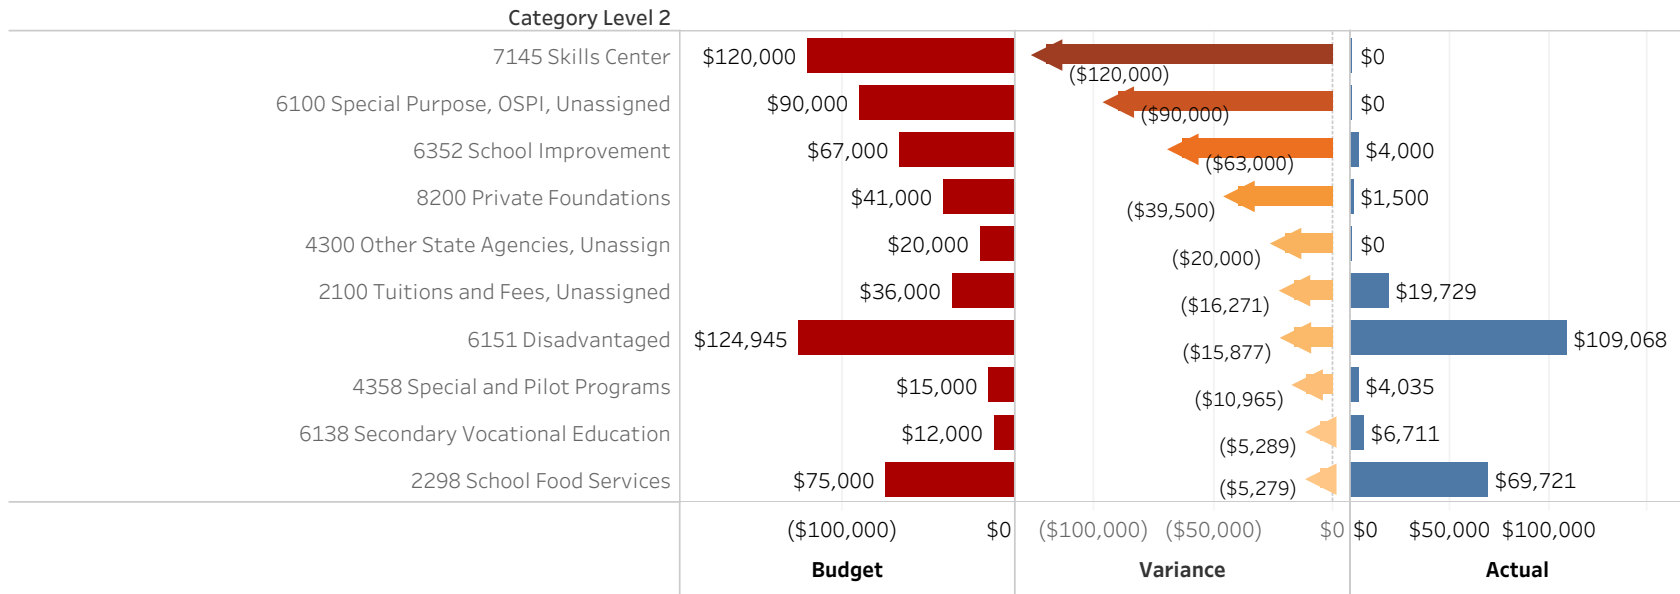 Category Level 2
7145 Skills Center $120,000 ($120,000) $0
6100 Special Purpose, OSPI, Unassigned $90,000 ($90,000) $0
6352 School Improvement $67,000 ($63,000) $4,000
8200 Private Foundations $41,000 ($39,500) $1,500
4300 Other State Agencies, Unassign $20,000 ($20,000) $0
2100 Tuitions and Fees, Unassigned $36,000 ($16,271) $19,729
6151 Disadvantaged $124,945 ($15,877) $109,068
4358 Special and Pilot Programs $15,000 ($10,965) $4,035
6138 Secondary Vocational Education $12,000 ($5,289) $6,711
2298 School Food Services $75,000 ($5,279) $69,721
($100,000) $0 ($100,000) ($50,000) $0 $0 $50,000 $100,000
Budget Variance Actual